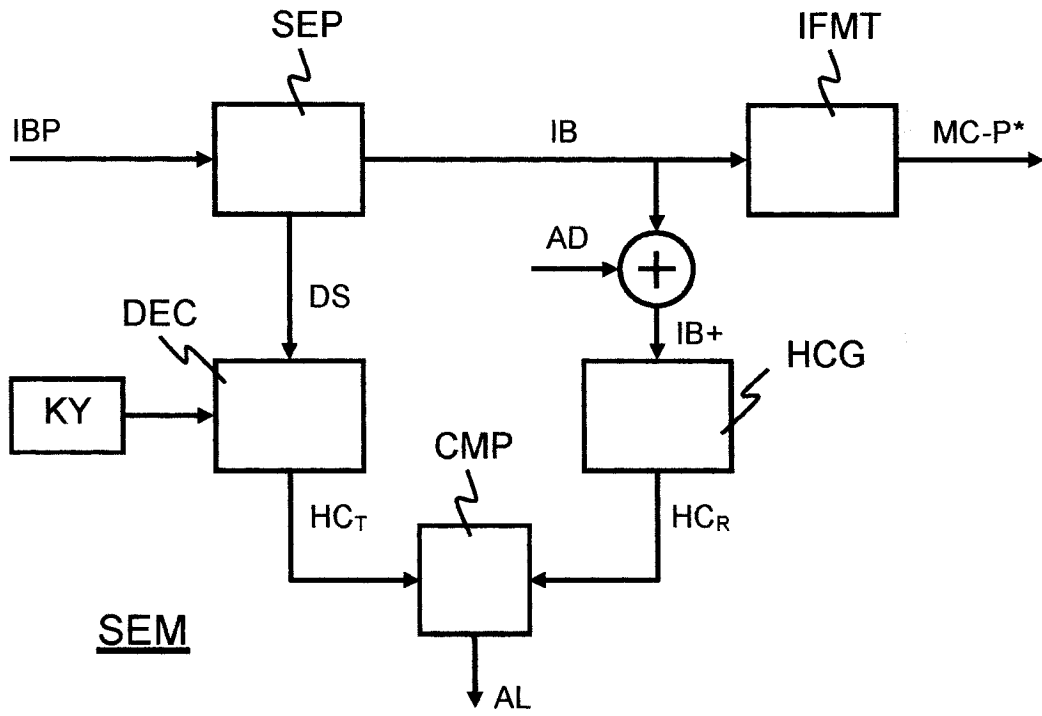 SEP
IFMT
IBP
IB
MC-P*
AD
DS
IB+
DEC
HCG
KY
CMP
HCT
HCR
SEM
AL